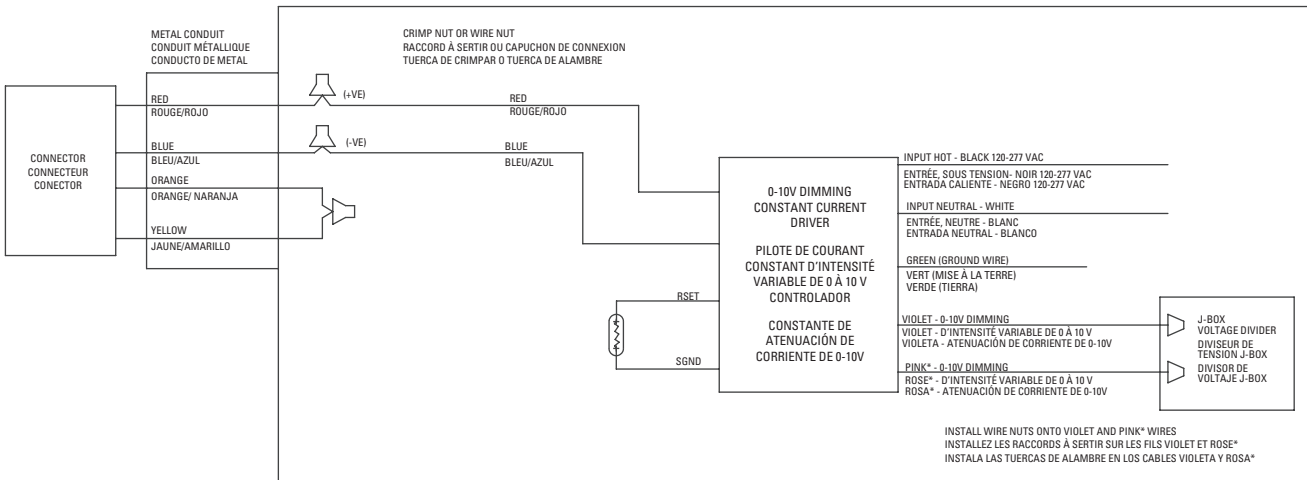 METAL CONDUIT
CONDUIT MÉTALLIQUE
CONDUCTO DE METAL
CRIMP NUT OR WIRE NUT
RACCORD À SERTIR OU CAPUCHON DE CONNEXION
TUERCA DE CRIMPAR O TUERCA DE ALAMBRE
CONNECTOR
CONNECTEUR
CONECTOR
RED
ROUGE/ROJO
(+VE)
RED
ROUGE/ROJO
BLUE
BLEU/AZUL
(-VE)
BLUE
BLEU/AZUL
ORANGE
ORANGE/ NARANJA
YELLOW
JAUNE/AMARILLO
RSET
SGND
0-10V DIMMING
CONSTANT CURRENT
DRIVER
PILOTE DE COURANT
CONSTANT D'INTENSITÉ
VARIABLE DE 0 À 10 V
CONTROLADOR
CONSTANTE DE
ATENUACIÓN DE
CORRIENTE DE 0-10V
INPUT HOT - BLACK 120-277 VAC
ENTRÉE, SOUS TENSION- NOIR 120-277 VAC
ENTRADA CALIENTE - NEGRO 120-277 VAC
INPUT NEUTRAL - WHITE
ENTRÉE, NEUTRE - BLANC
ENTRADA NEUTRAL - BLANCO
GREEN (GROUND WIRE)
VERT (MISE À LA TERRE)
VERDE (TIERRA)
VIOLET - 0-10V DIMMING
VIOLET - D'INTENSITÉ VARIABLE DE 0 À 10 V
VIOLETA - ATENUACIÓN DE CORRIENTE DE 0-10V
PINK* - 0-10V DIMMING
ROSE* - D'INTENSITÉ VARIABLE DE 0 À 10 V
ROSA* - ATENUACIÓN DE CORRIENTE DE 0-10V
J-BOX
VOLTAGE DIVIDER
DIVISEUR DE
TENSION J-BOX
DIVISOR DE
VOLTAJE J-BOX
INSTALL WIRE NUTS ONTO VIOLET AND PINK* WIRES
INSTALLEZ LES RACCORDS À SERTIR SUR LES FILS VIOLET ET ROSE*
INSTALA LAS TUERCAS DE ALAMBRE EN LOS CABLES VIOLETA Y ROSA*